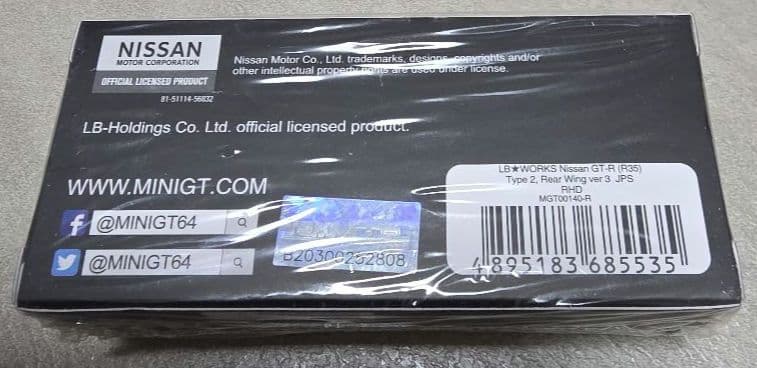 NISSAN
MOTOR CORPORATION
OFFICIAL LICENSED PRODUCT
81-51114-56832
Nissan Motor Co., Ltd. trademarks, designs, copyrights and/or
other intellectual property rights are used under license.
LB-Holdings Co. Ltd. official licensed product.
WWW.MINIGT.COM
@MINIGT64
@MINIGT64
B20300252808
LB★WORKS Nissan GT-R (R35)
Type 2, Rear Wing ver 3 JPS
RHD
MGT00140-R
4 895183 685535